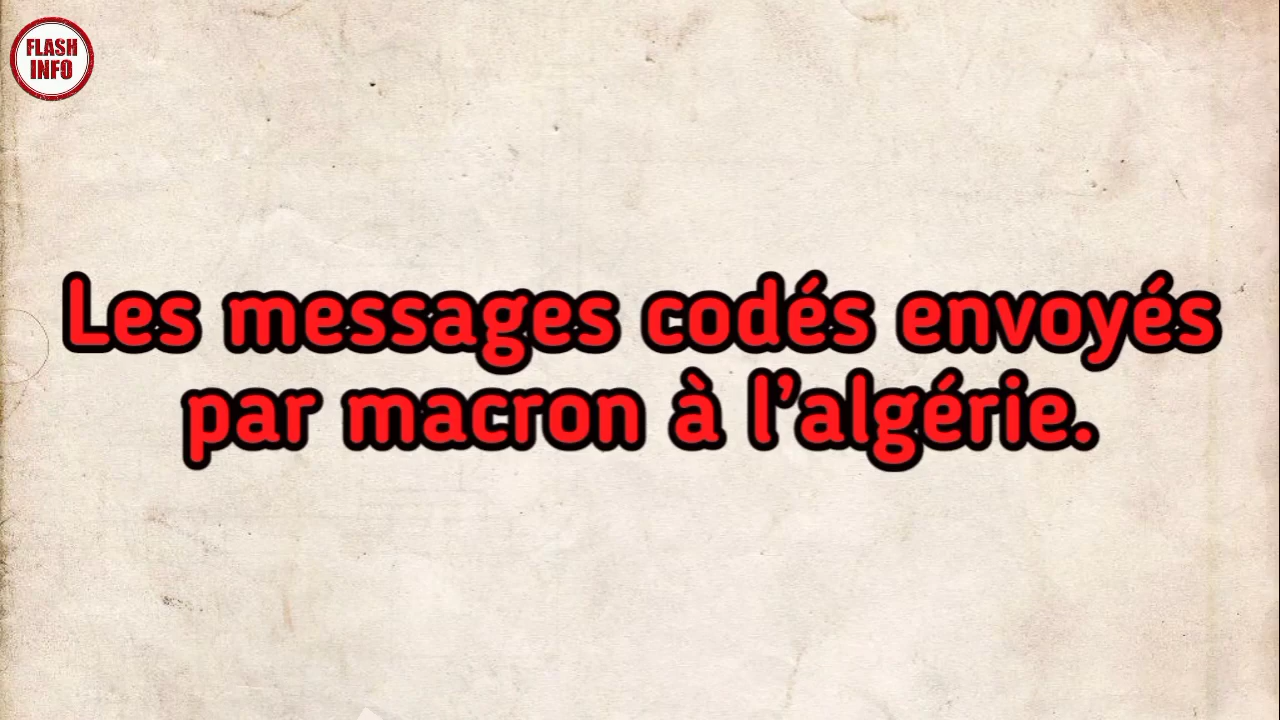 FLASH
INFO
Les messages codés envoyés
par macron à l’algérie.